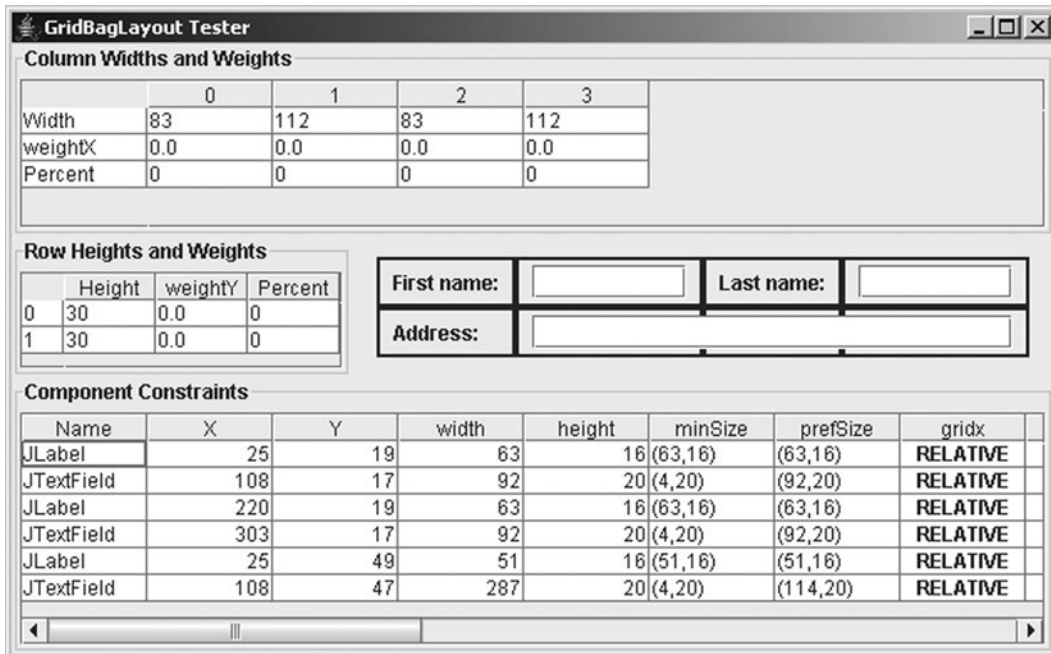 GridBagLayout Tester
Column Widths and Weights
0 1 2 3
Width 83 112 83 112
weightX 0.0 0.0 0.0 0.0
Percent 0 0 0 0
Row Heights and Weights
Height weightY Percent
0 30 0.0 0
1 30 0.0 0
First name: Last name:
Address:
Component Constraints
Name X Y width height minSize prefSize gridx
JLabel 25 19 63 16 (63,16) (63,16) RELATIVE
JTextField 108 17 92 20 (4,20) (92,20) RELATIVE
JLabel 220 19 63 16 (63,16) (63,16) RELATIVE
JTextField 303 17 92 20 (4,20) (92,20) RELATIVE
JLabel 25 49 51 16 (51,16) (51,16) RELATIVE
JTextField 108 47 287 20 (4,20) (114,20) RELATIVE